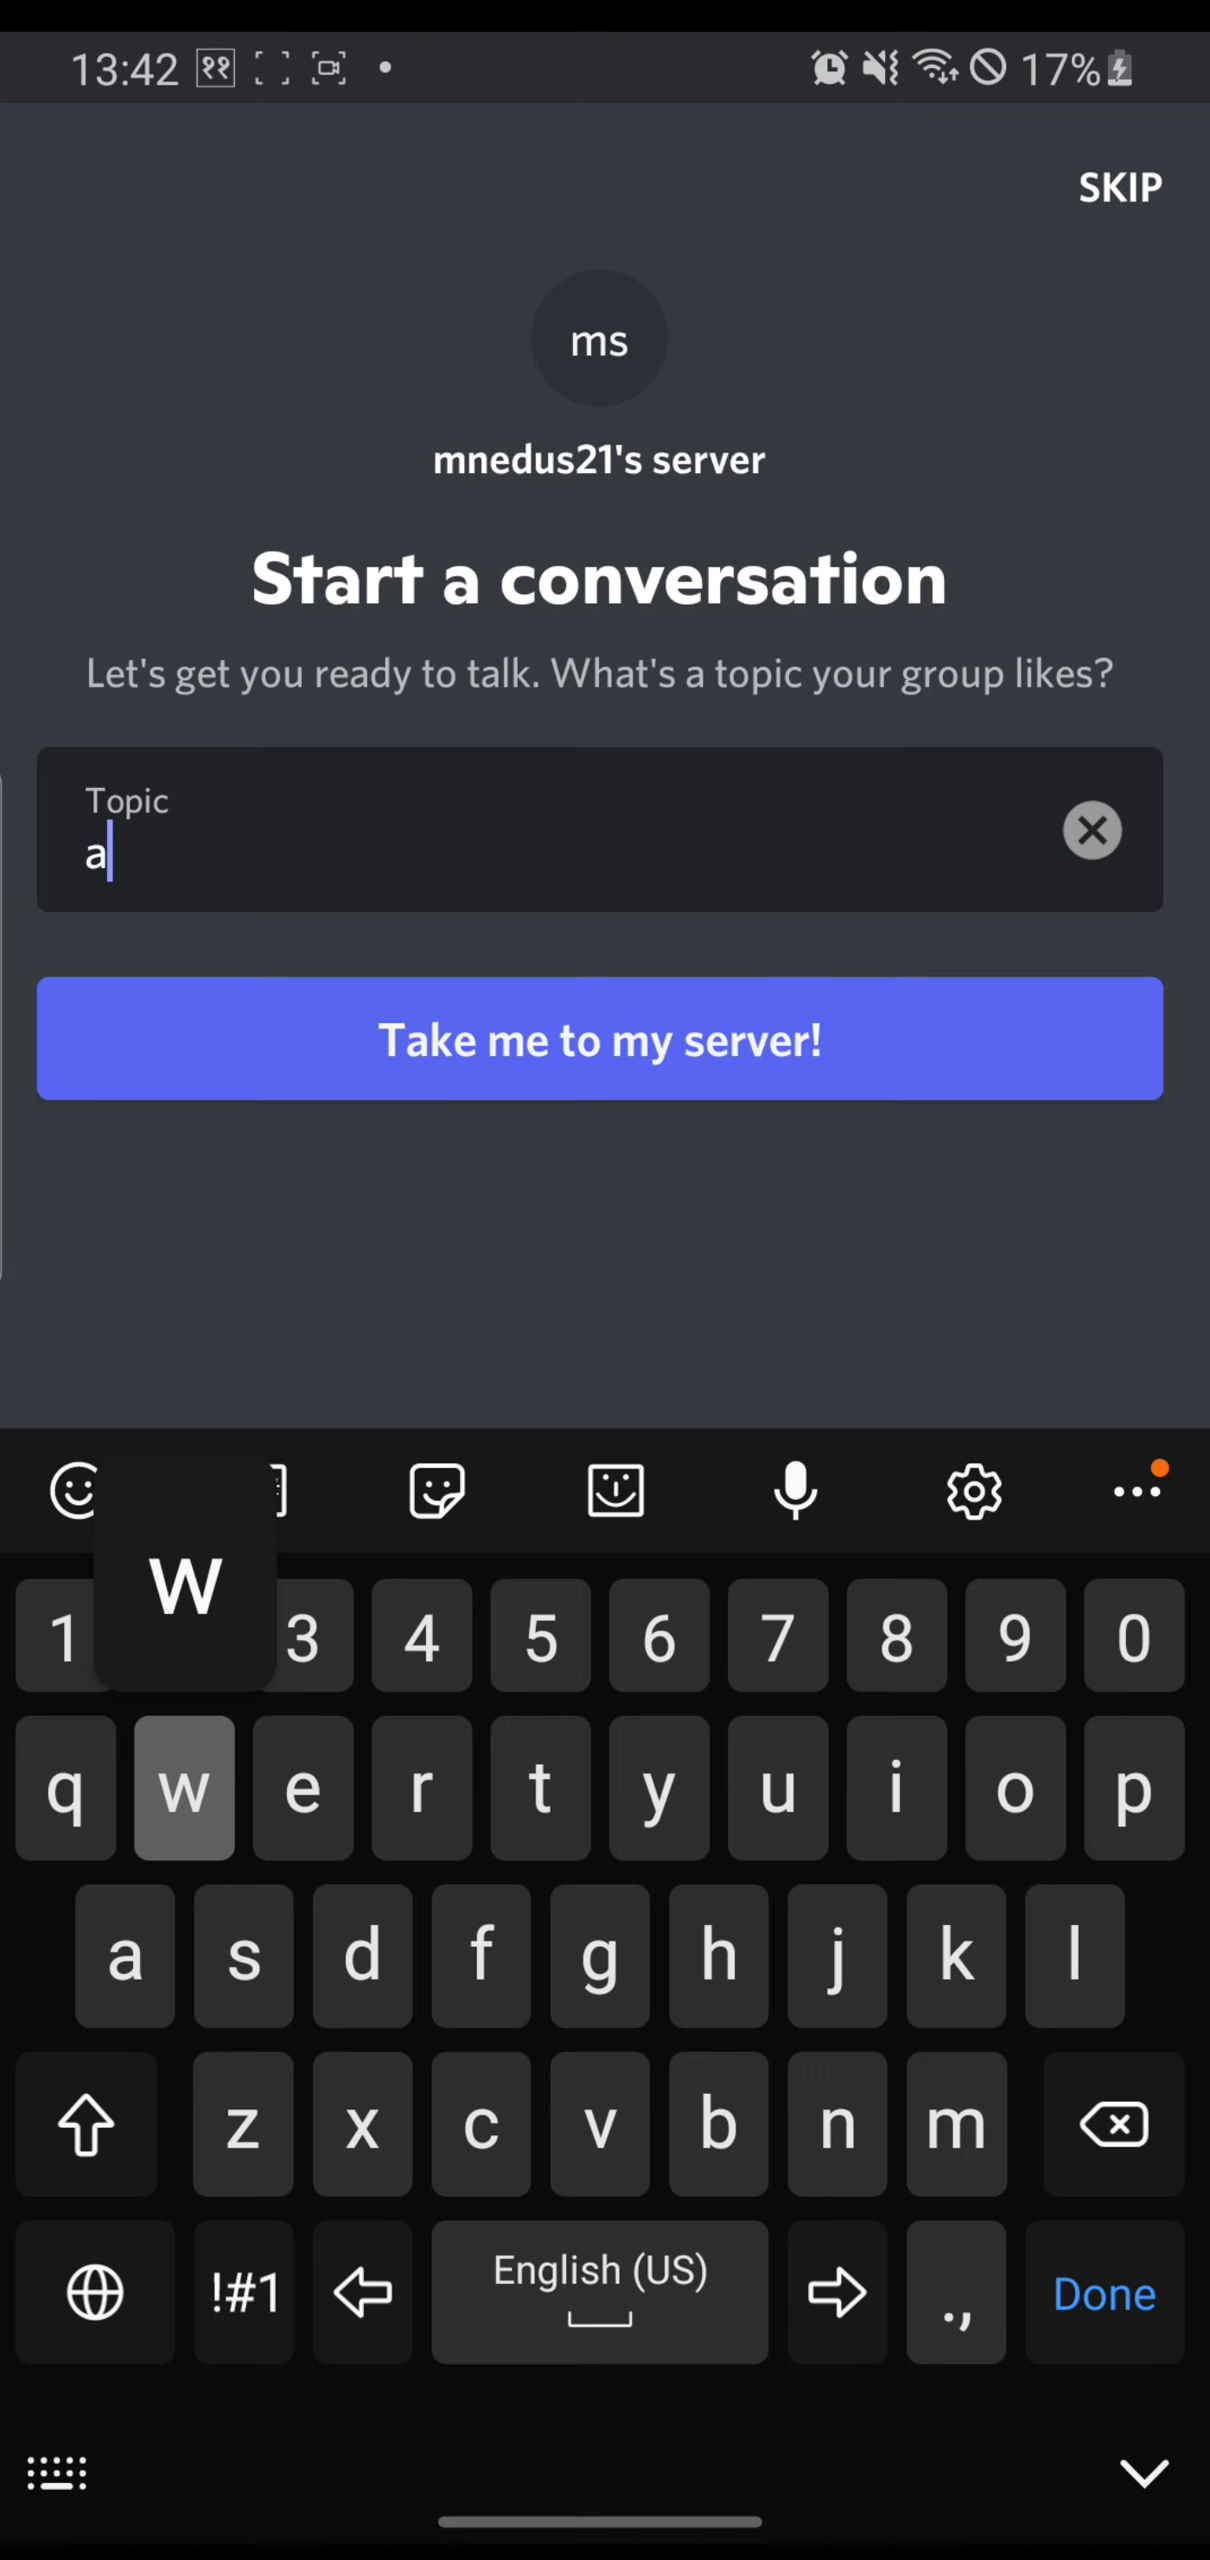 13:42 ११ 17%
SKIP
ms
mnedus21's server
Start a conversation
Let's get you ready to talk. What's a topic your group likes?
Topic
a
Take me to my server!
w
1 3 4 5 6 7 8 9 0
q w e r t y u i o p
a s d f g h j k l
z x c v b n m
!#1 English (US) ., Done